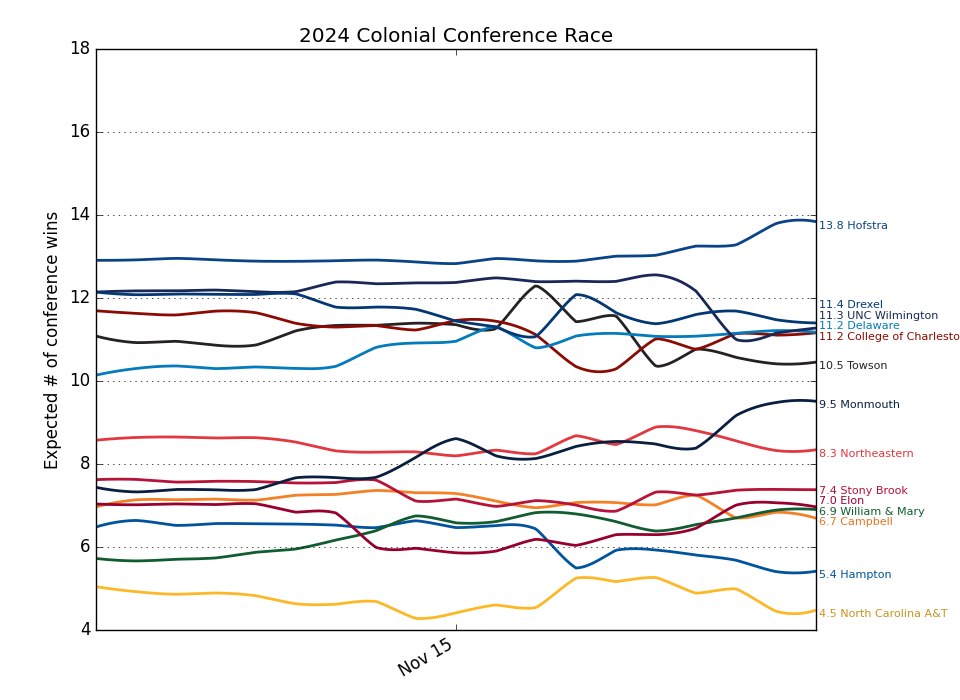 2024 Colonial Conference Race
Expected # of conference wins
18
16
14
12
10
8
6
4
Nov 15
13.8 Hofstra
11.4 Drexel
11.3 UNC Wilmington
11.2 Delaware
11.2 College of Charlesto
10.5 Towson
9.5 Monmouth
8.3 Northeastern
7.4 Stony Brook
7.0 Elon
6.9 William & Mary
6.7 Campbell
5.4 Hampton
4.5 North Carolina A&T